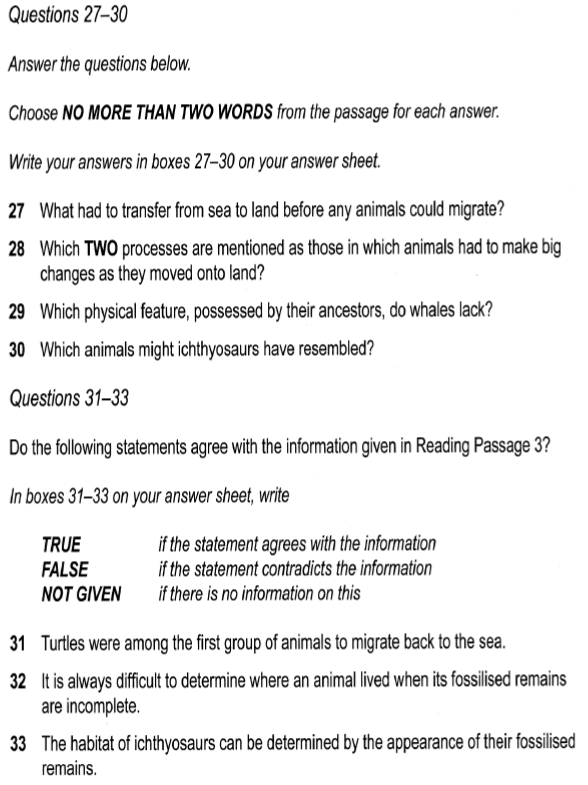 Questions 27–30
Answer the questions below.
Choose NO MORE THAN TWO WORDS from the passage for each answer.
Write your answers in boxes 27–30 on your answer sheet.
27 What had to transfer from sea to land before any animals could migrate?
28 Which TWO processes are mentioned as those in which animals had to make big
changes as they moved onto land?
29 Which physical feature, possessed by their ancestors, do whales lack?
30 Which animals might ichthyosaurs have resembled?
Questions 31–33
Do the following statements agree with the information given in Reading Passage 3?
In boxes 31–33 on your answer sheet, write
TRUE if the statement agrees with the information
FALSE if the statement contradicts the information
NOT GIVEN if there is no information on this
31 Turtles were among the first group of animals to migrate back to the sea.
32 It is always difficult to determine where an animal lived when its fossilised remains
are incomplete.
33 The habitat of ichthyosaurs can be determined by the appearance of their fossilised
remains.